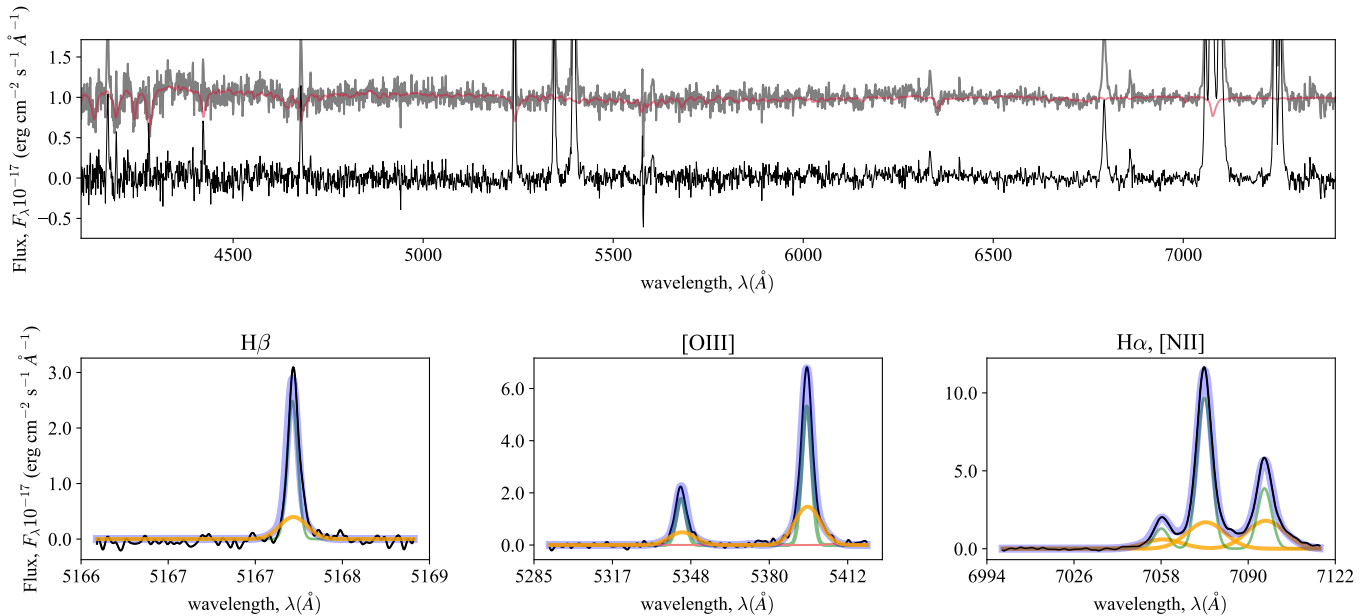 Flux, F_λ10⁻¹⁷ (erg cm⁻² s⁻¹ Å⁻¹)
1.5
1.0
0.5
0.0
−0.5
4500 5000 5500 6000 6500 7000
wavelength, λ(Å)
Hβ [OIII] Hα, [NII]
Flux, F_λ10⁻¹⁷ (erg cm⁻² s⁻¹ Å⁻¹)
3.0
2.0
1.0
0.0
5166 5167 5167 5168 5169
wavelength, λ(Å)
6.0
4.0
2.0
0.0
5285 5317 5348 5380 5412
wavelength, λ(Å)
10.0
5.0
0.0
6994 7026 7058 7090 7122
wavelength, λ(Å)